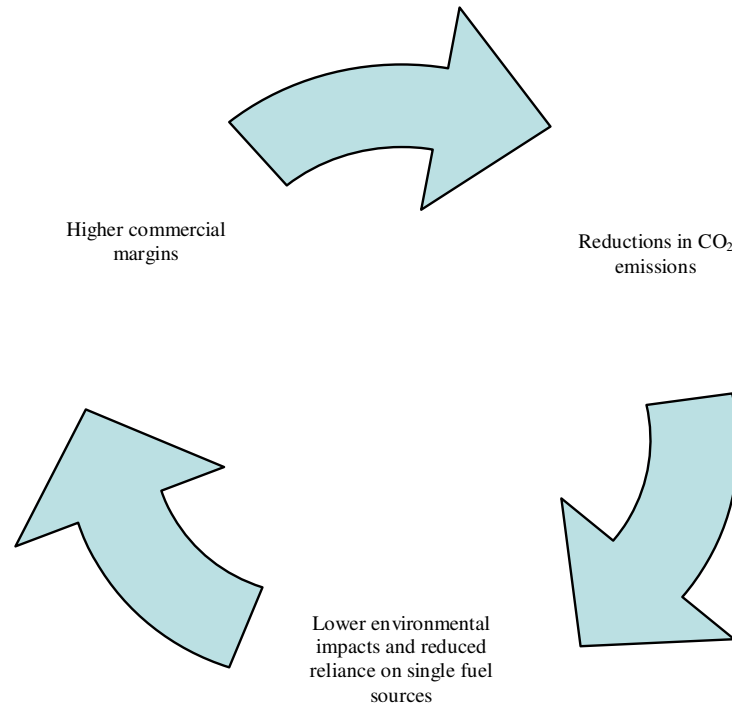 Higher commercial
margins
Reductions in CO₂
emissions
Lower environmental
impacts and reduced
reliance on single fuel
sources